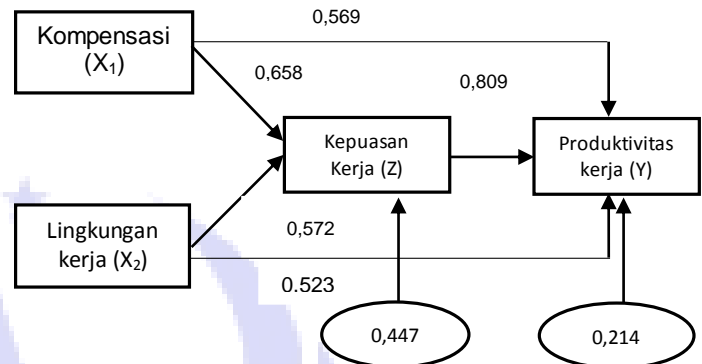 0,569
Kompensasi
(X₁)
0,658
0,809
Kepuasan
Kerja (Z)
Produktivitas
kerja (Y)
Lingkungan
kerja (X₂)
0,572
0.523
0,447
0,214